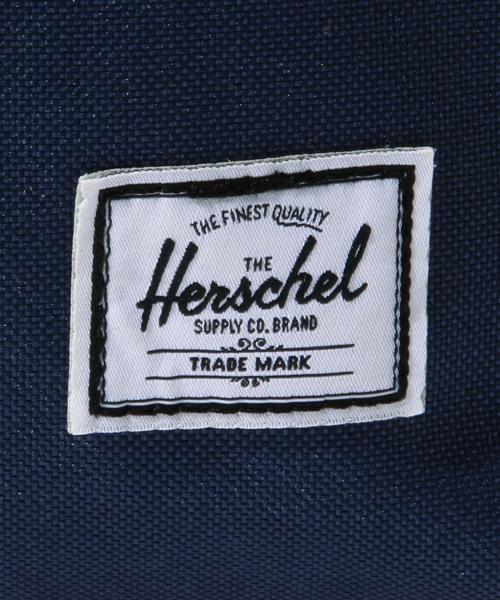 THE FINEST QUALITY
THE
Herschel
SUPPLY CO. BRAND
TRADE MARK